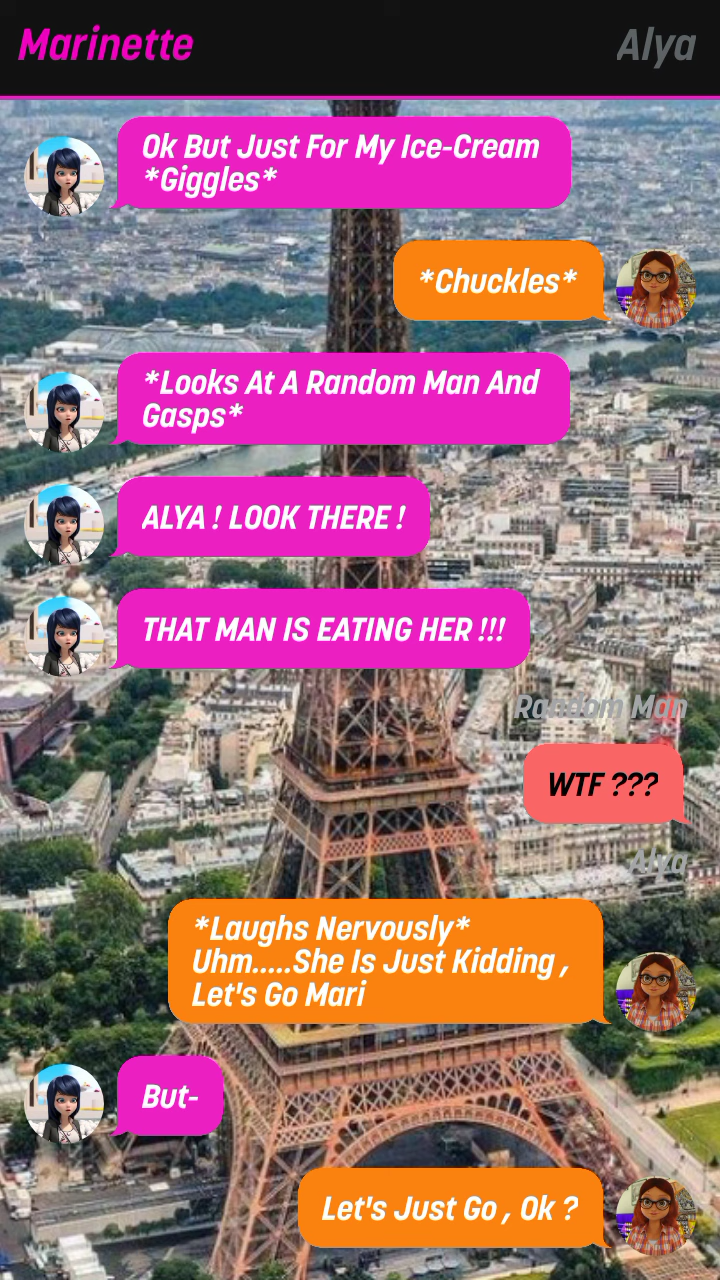 Marinette
Alya
Ok But Just For My Ice-Cream
*Giggles*
*Chuckles*
*Looks At A Random Man And
Gasps*
ALYA ! LOOK THERE !
THAT MAN IS EATING HER !!!
Random Man
WTF ???
Alya
*Laughs Nervously*
Uhm.....She Is Just Kidding ,
Let's Go Mari
But-
Let's Just Go , Ok ?